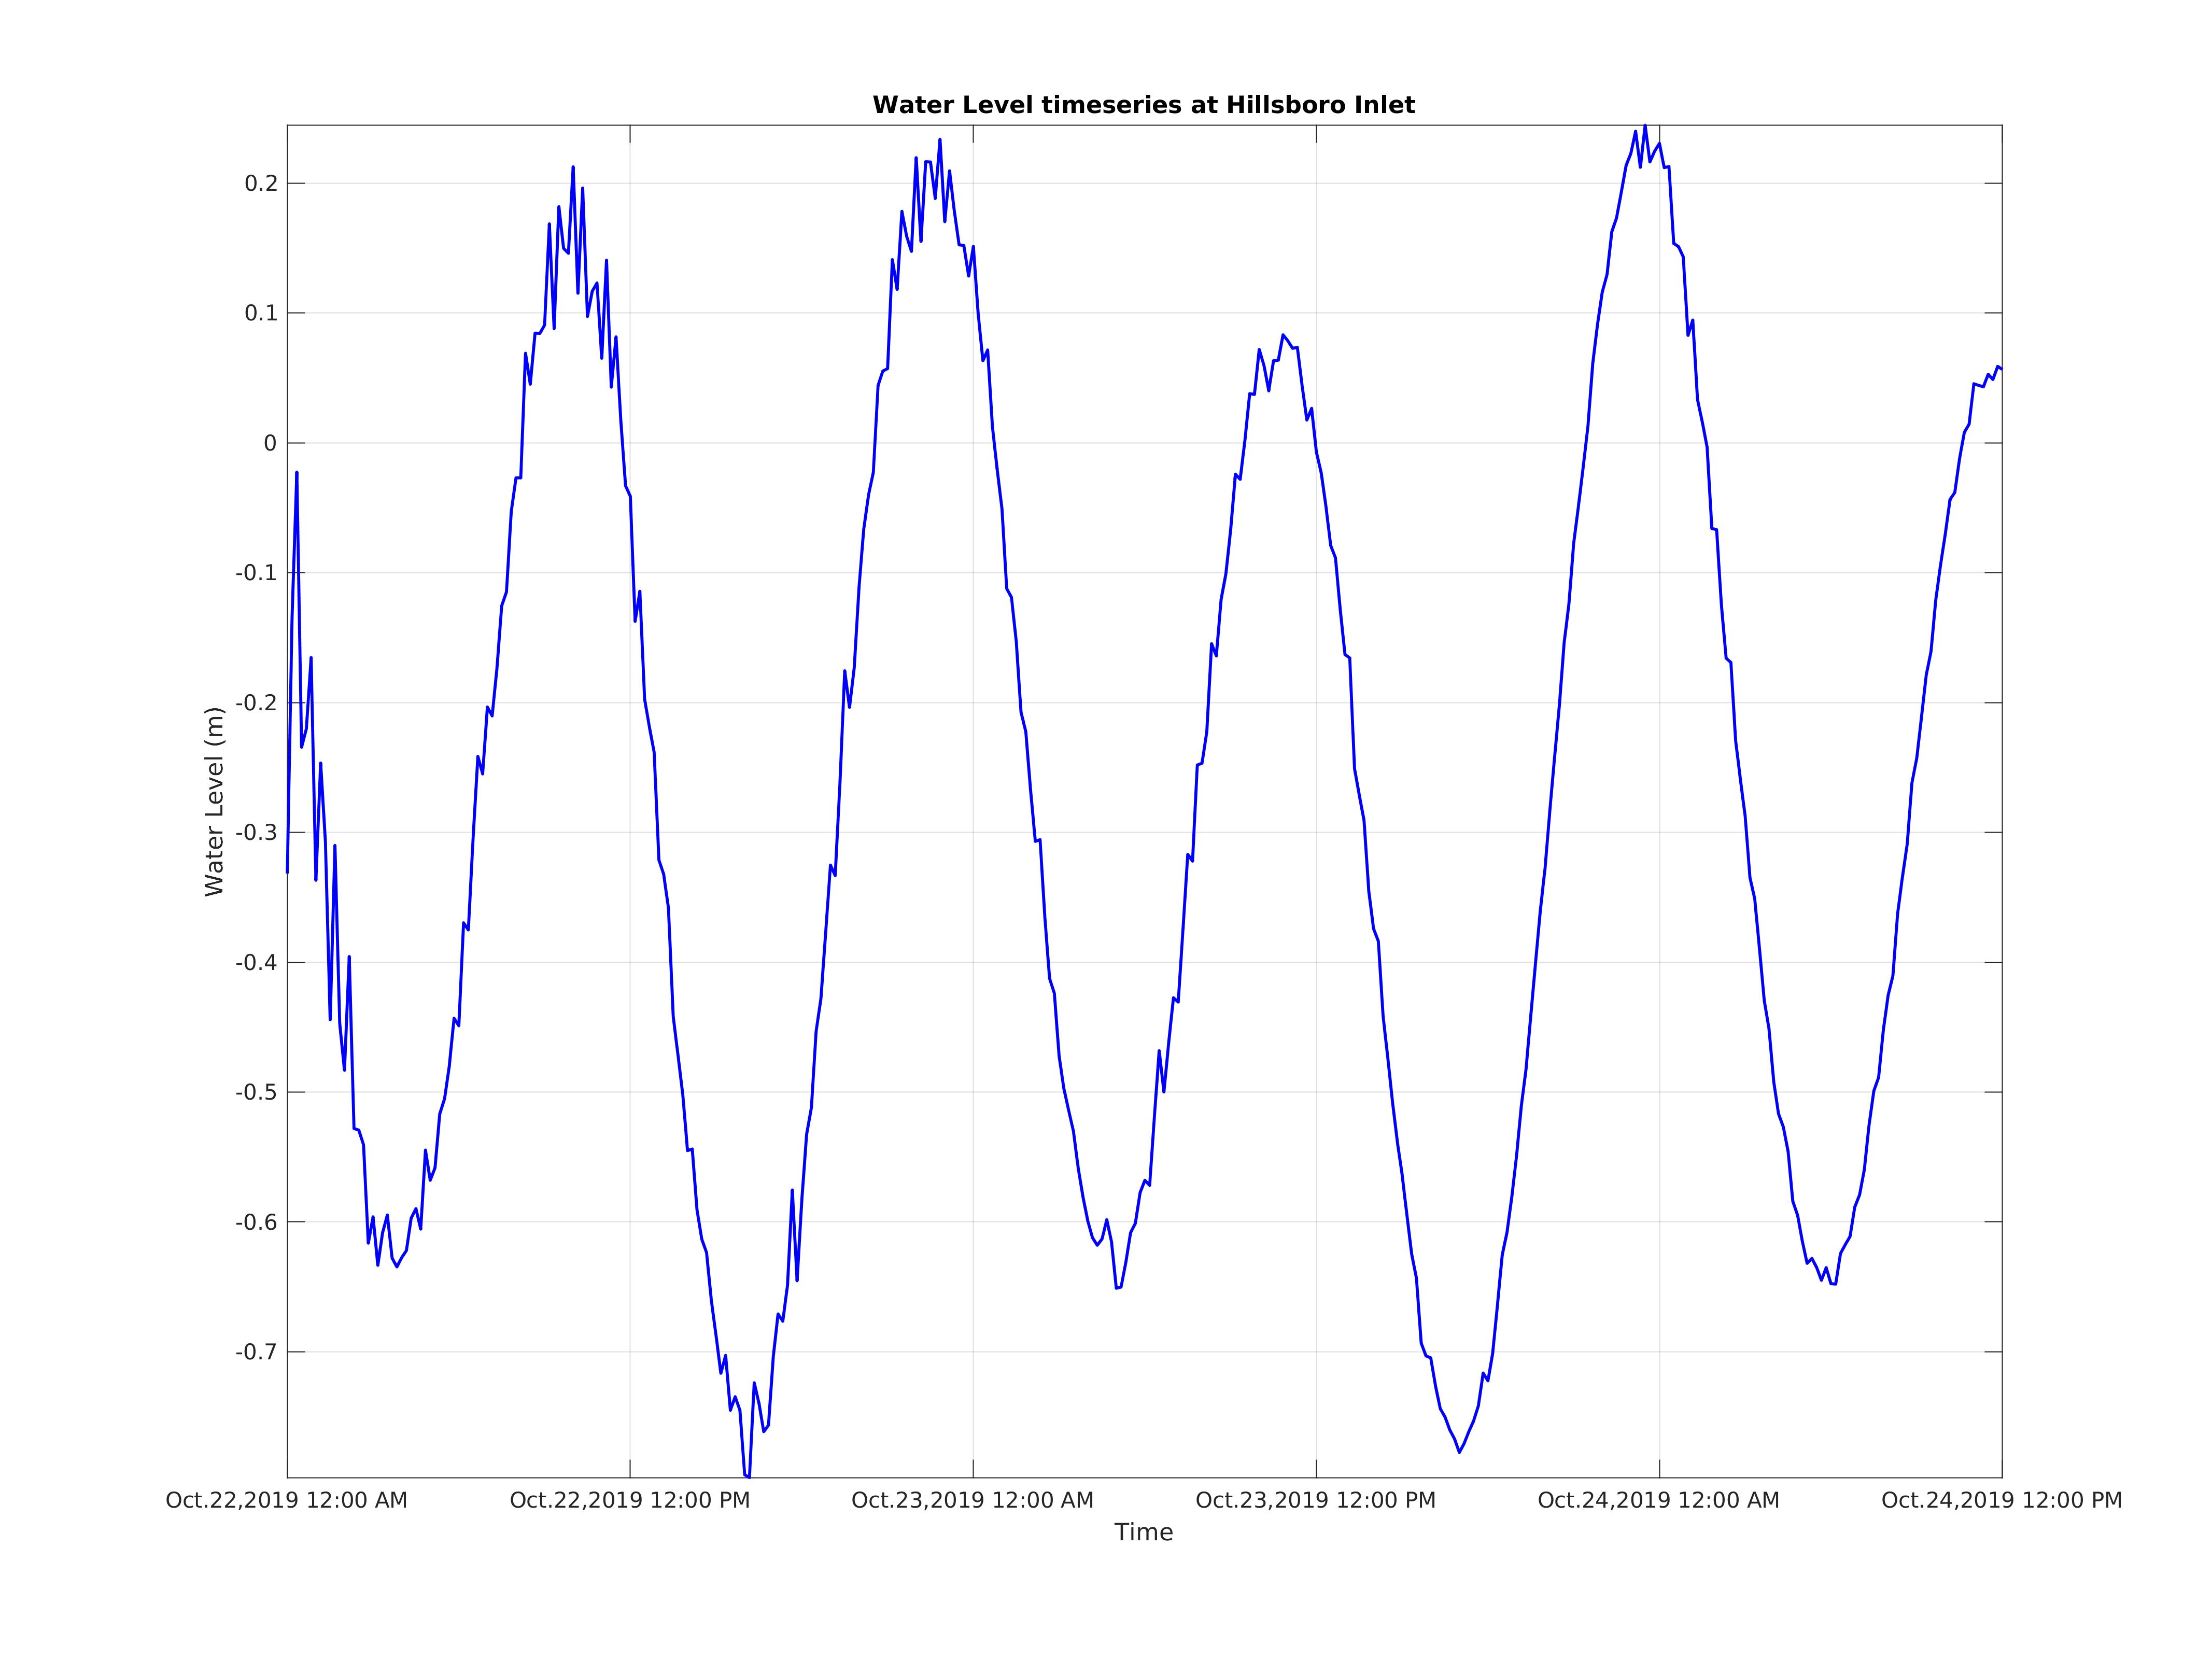 Water Level timeseries at Hillsboro Inlet
0.2
0.1
0
-0.1
-0.2
-0.3
-0.4
-0.5
-0.6
-0.7
Water Level (m)
Oct.22,2019 12:00 AM Oct.22,2019 12:00 PM Oct.23,2019 12:00 AM Oct.23,2019 12:00 PM Oct.24,2019 12:00 AM Oct.24,2019 12:00 PM
Time